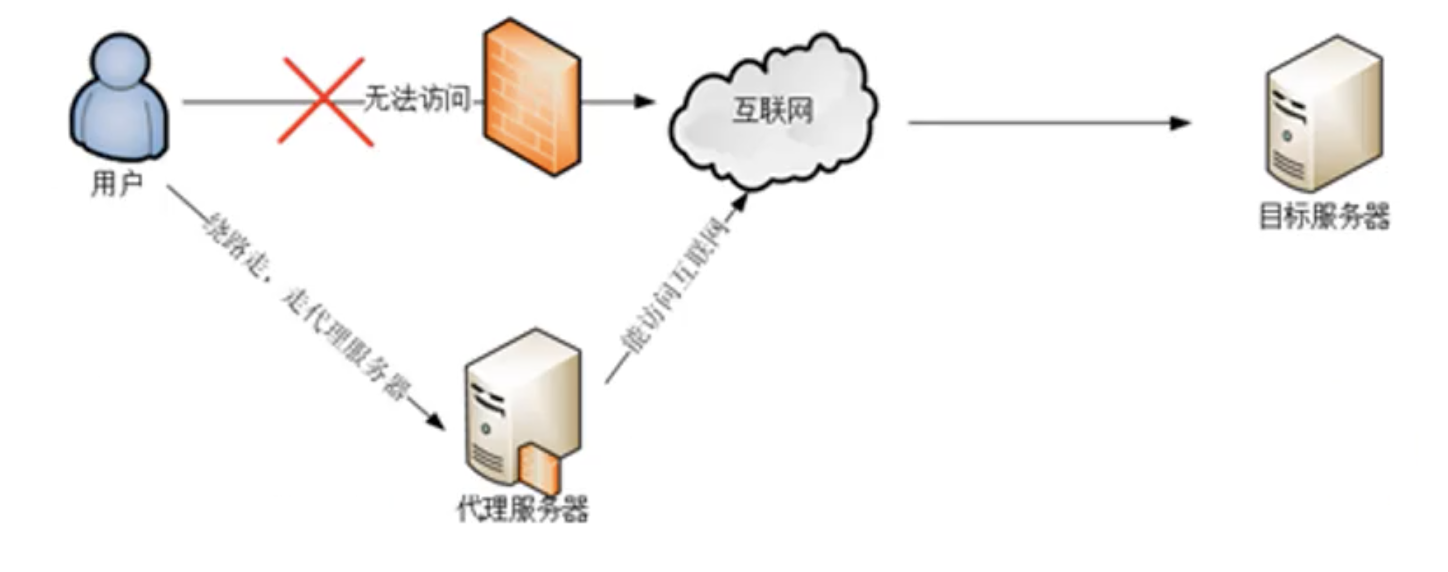 无法访问
互联网
用户
目标服务器
绕路走，走代理服务器
能访问互联网
代理服务器